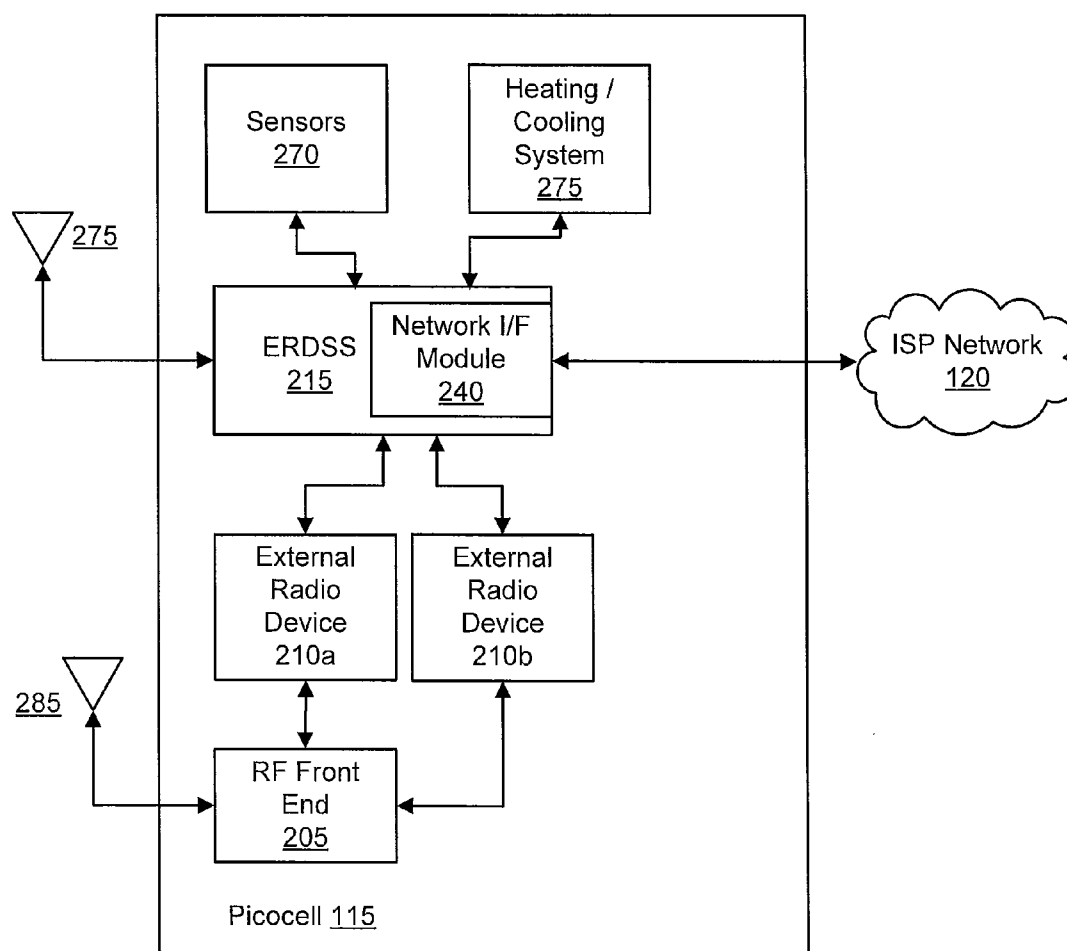 Sensors
270
Heating /
Cooling
System
275
275
ERDSS
215
Network I/F
Module
240
ISP Network
120
External
Radio
Device
210a
External
Radio
Device
210b
285
RF Front
End
205
Picocell 115